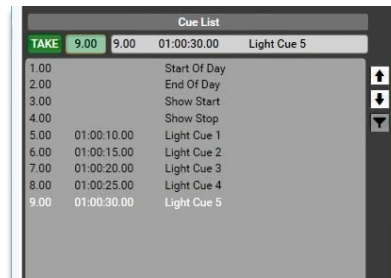 Cue List
TAKE 9.00 9.00 01:00:30.00 Light Cue 5
1.00 Start Of Day
2.00 End Of Day
3.00 Show Start
4.00 Show Stop
5.00 01:00:10.00 Light Cue 1
6.00 01:00:15.00 Light Cue 2
7.00 01:00:20.00 Light Cue 3
8.00 01:00:25.00 Light Cue 4
9.00 01:00:30.00 Light Cue 5